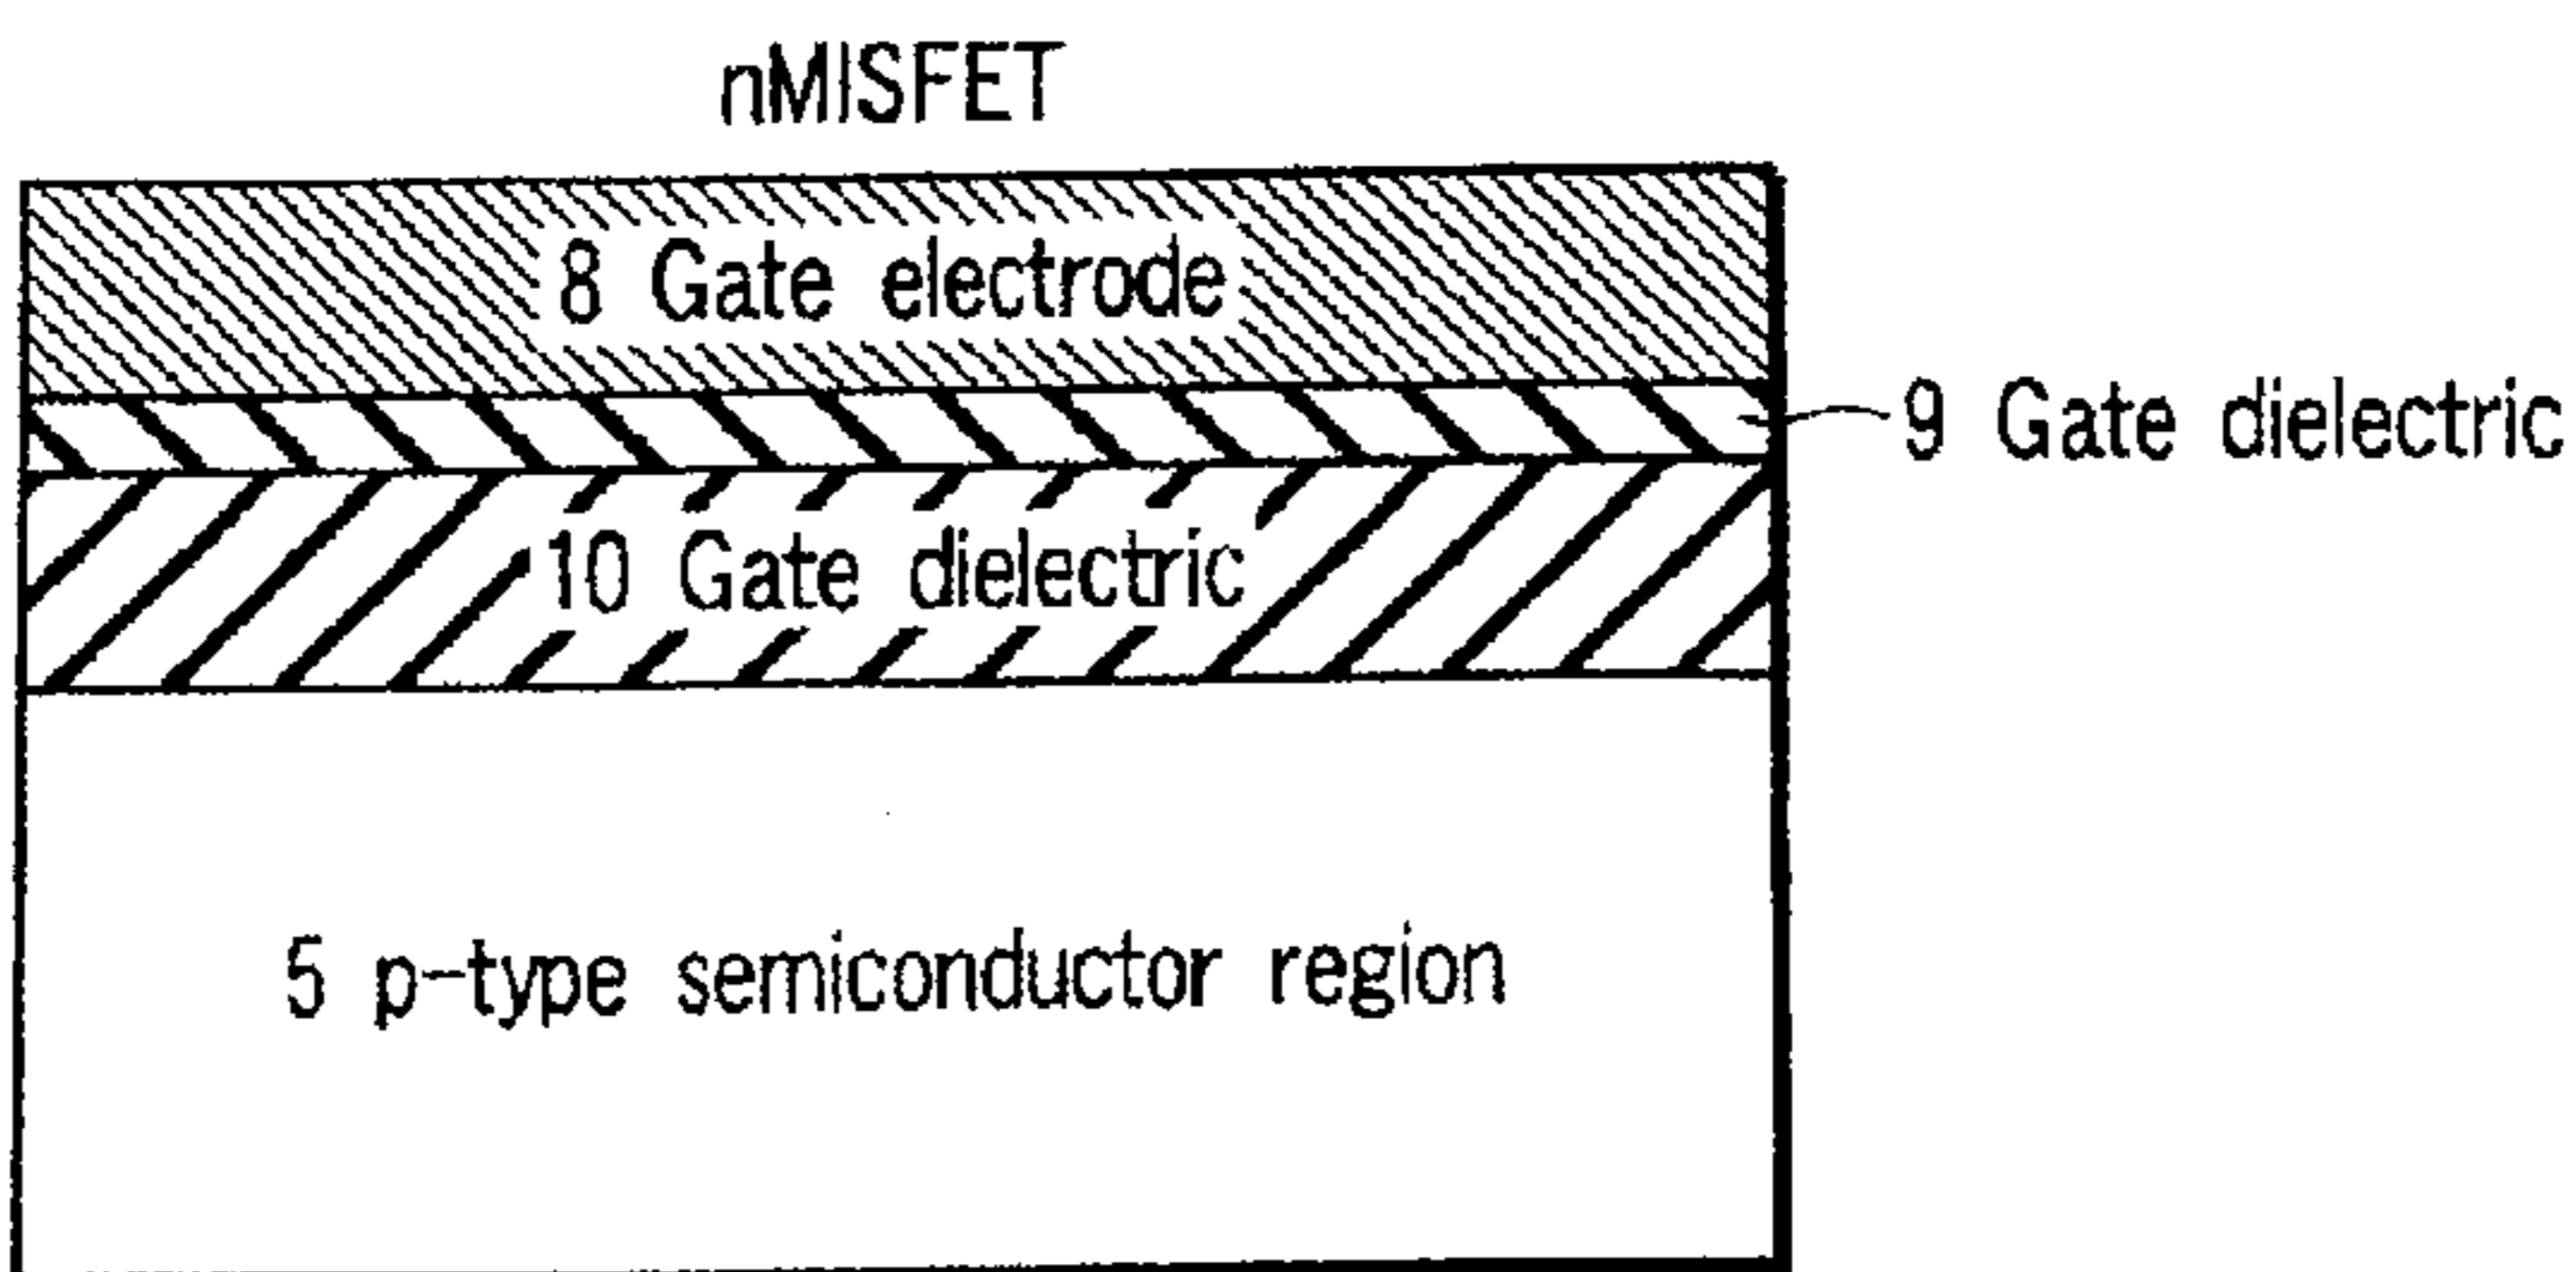 nMISFET
8 Gate electrode
9 Gate dielectric
10 Gate dielectric
5 p-type semiconductor region